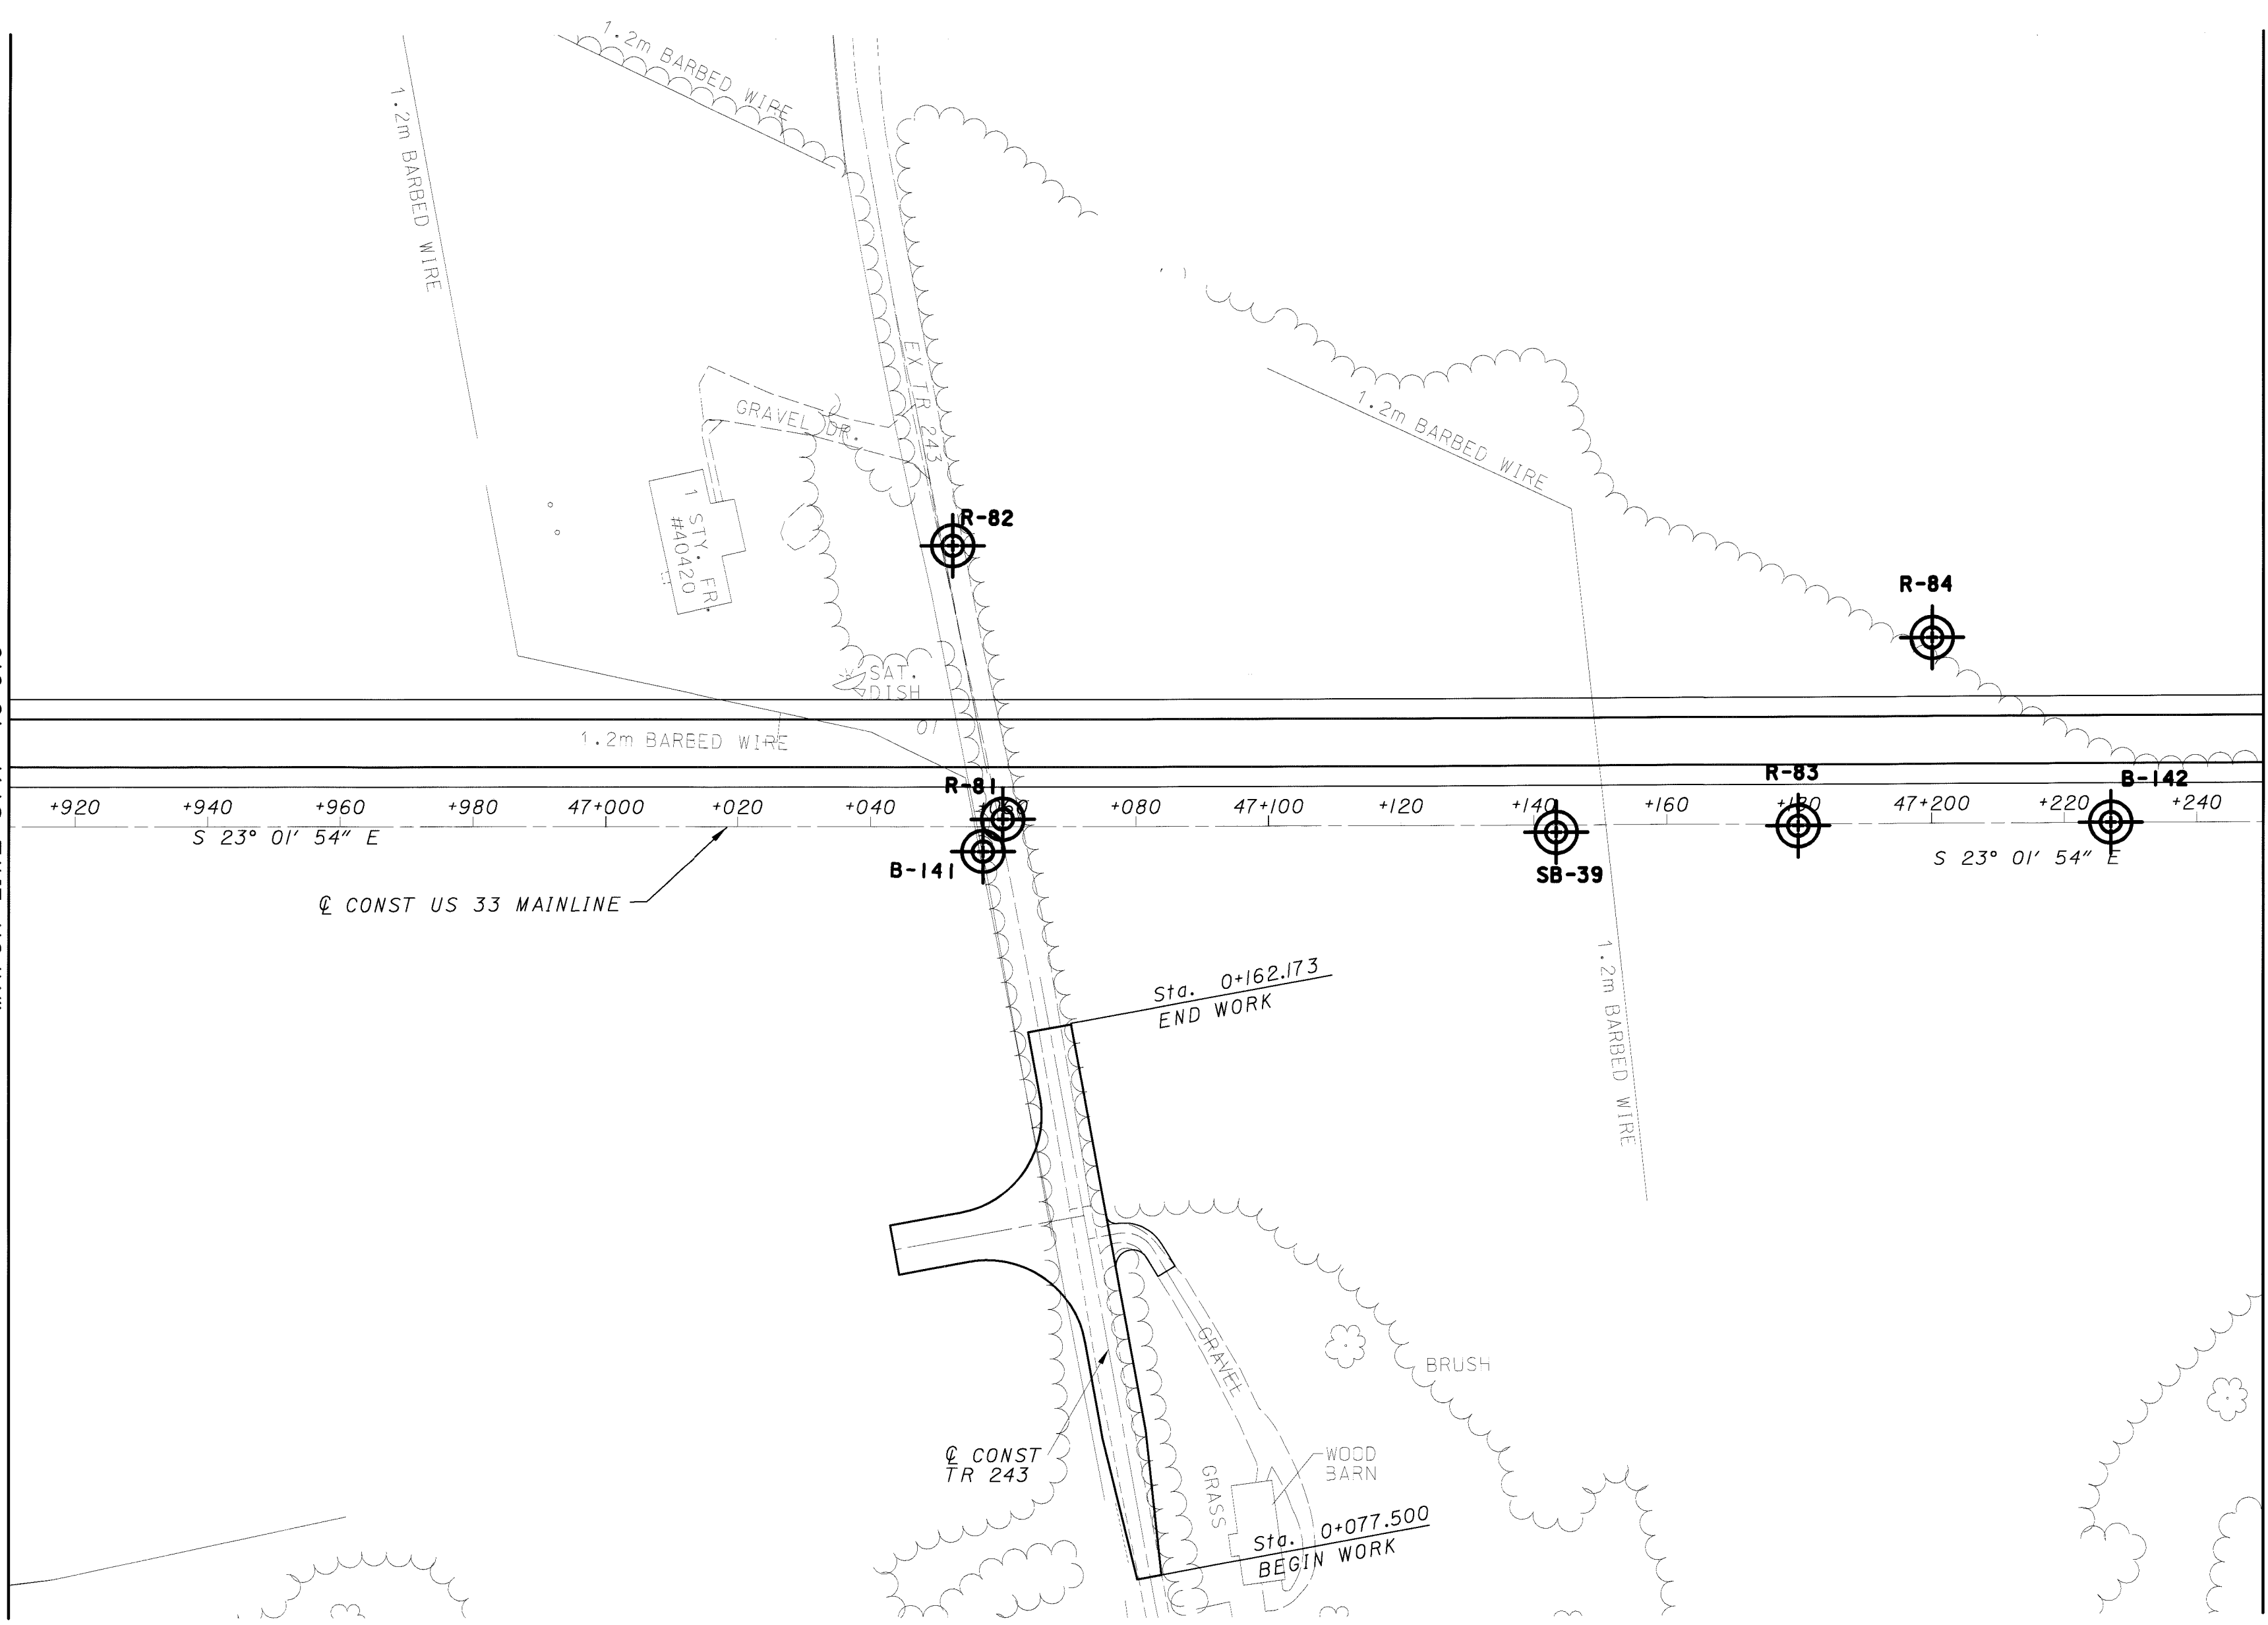 1.2m BARBED WIRE
1.2m BARBED WIRE
EX TR 243
GRAVEL DR.
1.2m BARBED WIRE
1 STY. FR.
#40420
R-82
R-84
SAT.
DISH
1.2m BARBED WIRE
R-81
R-83
B-142
+920 +940 +960 +980 47+000 +020 +040 +060 +080 47+100 +120 +140 +160 +180 47+200 +220 +240
S 23° 01' 54" E
S 23° 01' 54" E
B-141
SB-39
℄ CONST US 33 MAINLINE
1.2m BARBED WIRE
Sta. 0+162.173
END WORK
GRAVEL
BRUSH
℄ CONST
TR 243
WOOD
BARN
GRASS
Sta. 0+077.500
BEGIN WORK